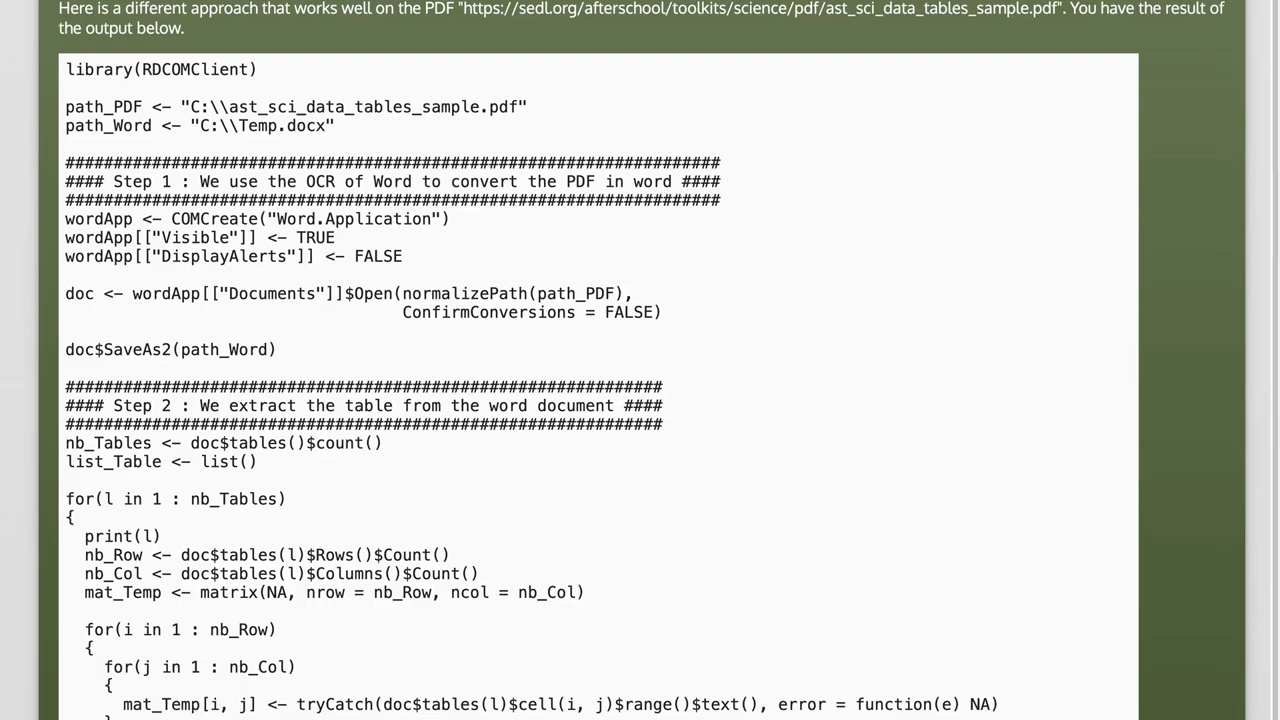 Here is a different approach that works well on the PDF "https://sedl.org/afterschool/toolkits/science/pdf/ast_sci_data_tables_sample.pdf". You have the result of
the output below.
library(RDCOMClient)
path_PDF <- "C:\\ast_sci_data_tables_sample.pdf"
path_Word <- "C:\\Temp.docx"
####################################################################
#### Step 1 : We use the OCR of Word to convert the PDF in word ####
####################################################################
wordApp <- COMCreate("Word.Application")
wordApp[["Visible"]] <- TRUE
wordApp[["DisplayAlerts"]] <- FALSE
doc <- wordApp[["Documents"]]$Open(normalizePath(path_PDF),
                                   ConfirmConversions = FALSE)
doc$SaveAs2(path_Word)
##############################################################
#### Step 2 : We extract the table from the word document ####
##############################################################
nb_Tables <- doc$tables()$count()
list_Table <- list()
for(l in 1 : nb_Tables)
{
  print(l)
  nb_Row <- doc$tables(l)$Rows()$Count()
  nb_Col <- doc$tables(l)$Columns()$Count()
  mat_Temp <- matrix(NA, nrow = nb_Row, ncol = nb_Col)
  for(i in 1 : nb_Row)
  {
    for(j in 1 : nb_Col)
    {
      mat_Temp[i, j] <- tryCatch(doc$tables(l)$cell(i, j)$range()$text(), error = function(e) NA)